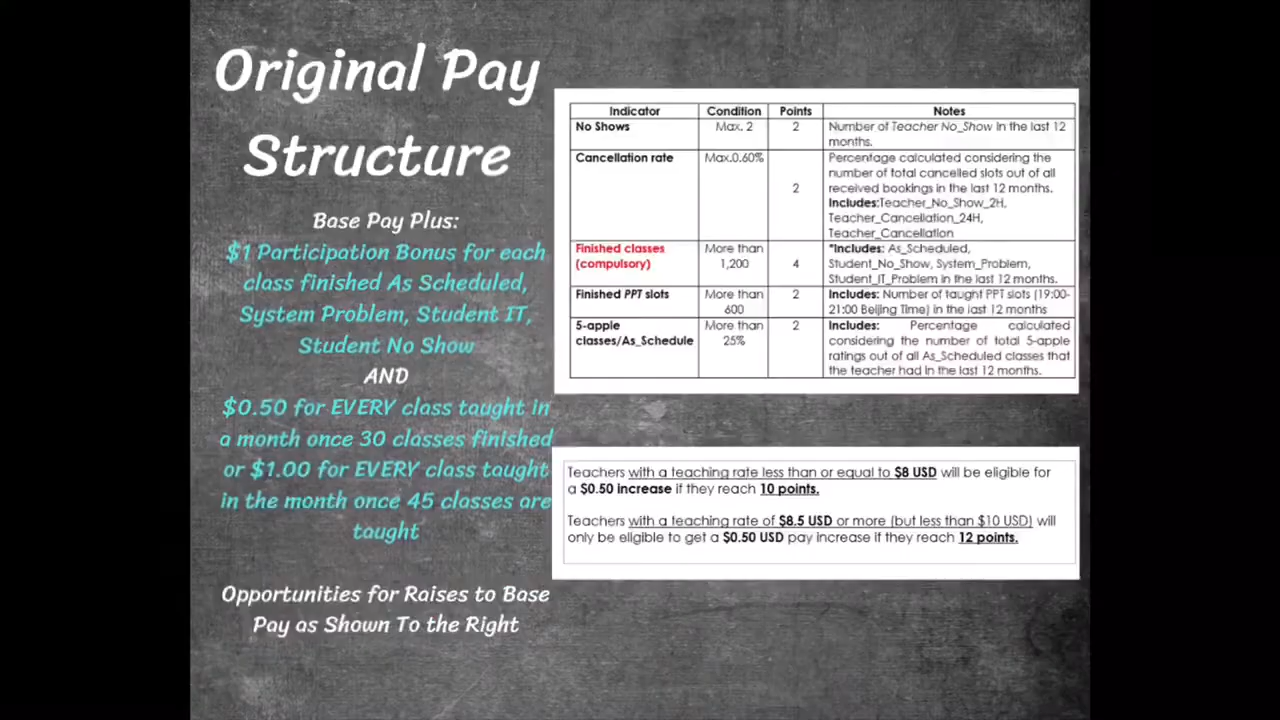 Original Pay
Structure
Base Pay Plus:
$1 Participation Bonus for each
class finished As Scheduled,
System Problem, Student IT,
Student No Show
AND
$0.50 for EVERY class taught in
a month once 30 classes finished
or $1.00 for EVERY class taught
in the month once 45 classes are
taught
Opportunities for Raises to Base
Pay as Shown To the Right
Indicator Condition Points Notes
No Shows Max. 2 2 Number of Teacher No_Show in the last 12
months.
Cancellation rate Max.0.60% Percentage calculated considering the
number of total cancelled slots out of all
2 received bookings in the last 12 months.
Includes:Teacher_No_Show_2H,
Teacher_Cancellation_24H,
Teacher_Cancellation
Finished classes More than *Includes: As_Scheduled,
(compulsory) 1,200 4 Student_No_Show, System_Problem,
Student_IT_Problem in the last 12 months.
Finished PPT slots More than 2 Includes: Number of taught PPT slots (19:00-
600 21:00 Beijing Time) in the last 12 months
5-apple More than 2 Includes: Percentage calculated
classes/As_Schedule 25% considering the number of total 5-apple
ratings out of all As_Scheduled classes that
the teacher had in the last 12 months.
Teachers with a teaching rate less than or equal to $8 USD will be eligible for
a $0.50 increase if they reach 10 points.
Teachers with a teaching rate of $8.5 USD or more (but less than $10 USD) will
only be eligible to get a $0.50 USD pay increase if they reach 12 points.